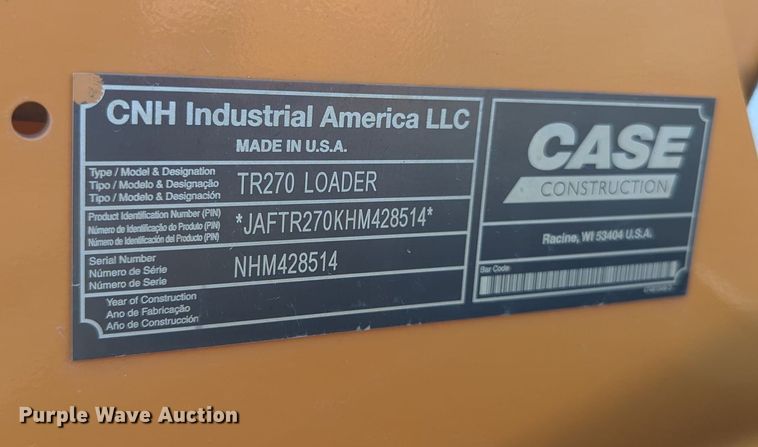 CNH Industrial America LLC
MADE IN U.S.A.
Type / Model & Designation
Tipo / Modelo & Designação
Tipo / Modelo & Designación
TR270 LOADER
Product Identification Number (PIN)
Número de Identificação do Produto (PIN)
Número de Identificación del Producto (PIN)
*JAFTR270KHM428514*
Serial Number
Número de Série
Número de Serie
NHM428514
Year of Construction
Ano de Fabricação
Año de Construcción
CASE
CONSTRUCTION
Racine, WI 53404 U.S.A.
Bar Code
Purple Wave Auction